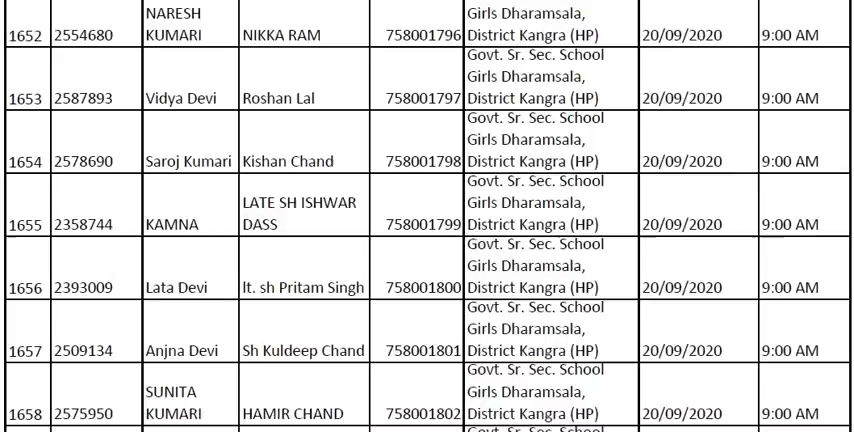 NARESH Girls Dharamsala,
1652 2554680 KUMARI NIKKA RAM 758001796 District Kangra (HP) 20/09/2020 9:00 AM
Govt. Sr. Sec. School
Girls Dharamsala,
1653 2587893 Vidya Devi Roshan Lal 758001797 District Kangra (HP) 20/09/2020 9:00 AM
Govt. Sr. Sec. School
Girls Dharamsala,
1654 2578690 Saroj Kumari Kishan Chand 758001798 District Kangra (HP) 20/09/2020 9:00 AM
Govt. Sr. Sec. School
LATE SH ISHWAR Girls Dharamsala,
1655 2358744 KAMNA DASS 758001799 District Kangra (HP) 20/09/2020 9:00 AM
Govt. Sr. Sec. School
Girls Dharamsala,
1656 2393009 Lata Devi lt. sh Pritam Singh 758001800 District Kangra (HP) 20/09/2020 9:00 AM
Govt. Sr. Sec. School
Girls Dharamsala,
1657 2509134 Anjna Devi Sh Kuldeep Chand 758001801 District Kangra (HP) 20/09/2020 9:00 AM
Govt. Sr. Sec. School
SUNITA Girls Dharamsala,
1658 2575950 KUMARI HAMIR CHAND 758001802 District Kangra (HP) 20/09/2020 9:00 AM